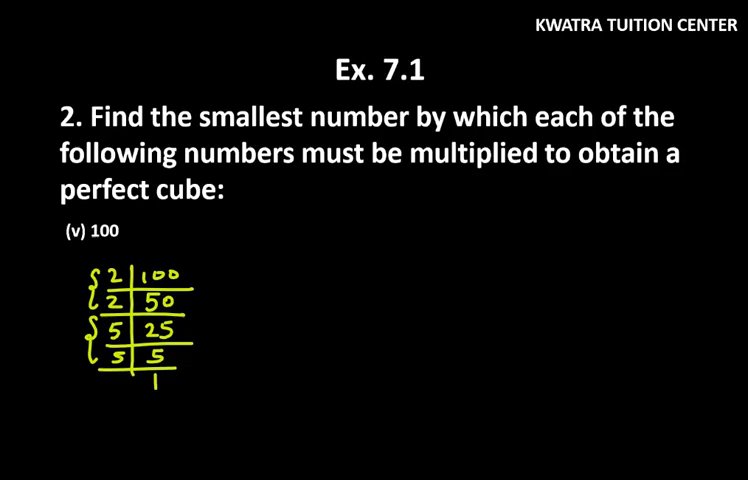 KWATRA TUITION CENTER
Ex. 7.1
2. Find the smallest number by which each of the
following numbers must be multiplied to obtain a
perfect cube:
(v) 100
2 | 100
2 | 50
5 | 25
5 | 5
| 1